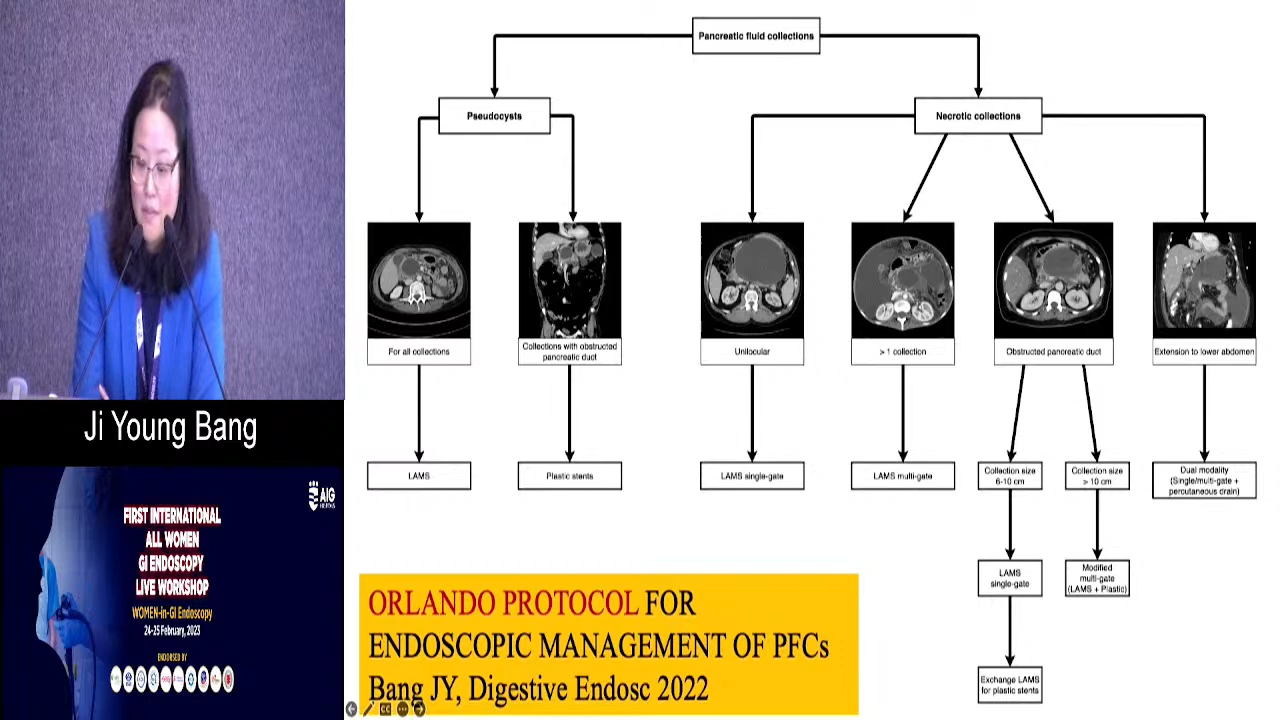 Pancreatic fluid collections
Pseudocysts
Necrotic collections
For all collections
Collections with obstructed
pancreatic duct
Unilocular
> 1 collection
Obstructed pancreatic duct
Extension to lower abdomen
LAMS
Plastic stents
LAMS single-gate
LAMS multi-gate
Collection size
6-10 cm
Collection size
> 10 cm
Dual modality
(Single/multi-gate +
percutaneous drain)
LAMS
single-gate
Modified
multi-gate
(LAMS + Plastic)
Exchange LAMS
for plastic stents
ORLANDO PROTOCOL FOR
ENDOSCOPIC MANAGEMENT OF PFCs
Bang JY, Digestive Endosc 2022
Ji Young Bang
AIG
HOSPITALS
FIRST INTERNATIONAL
ALL WOMEN
GI ENDOSCOPY
LIVE WORKSHOP
WOMEN-in-GI Endoscopy
24-25 February, 2023
ENDORSED BY